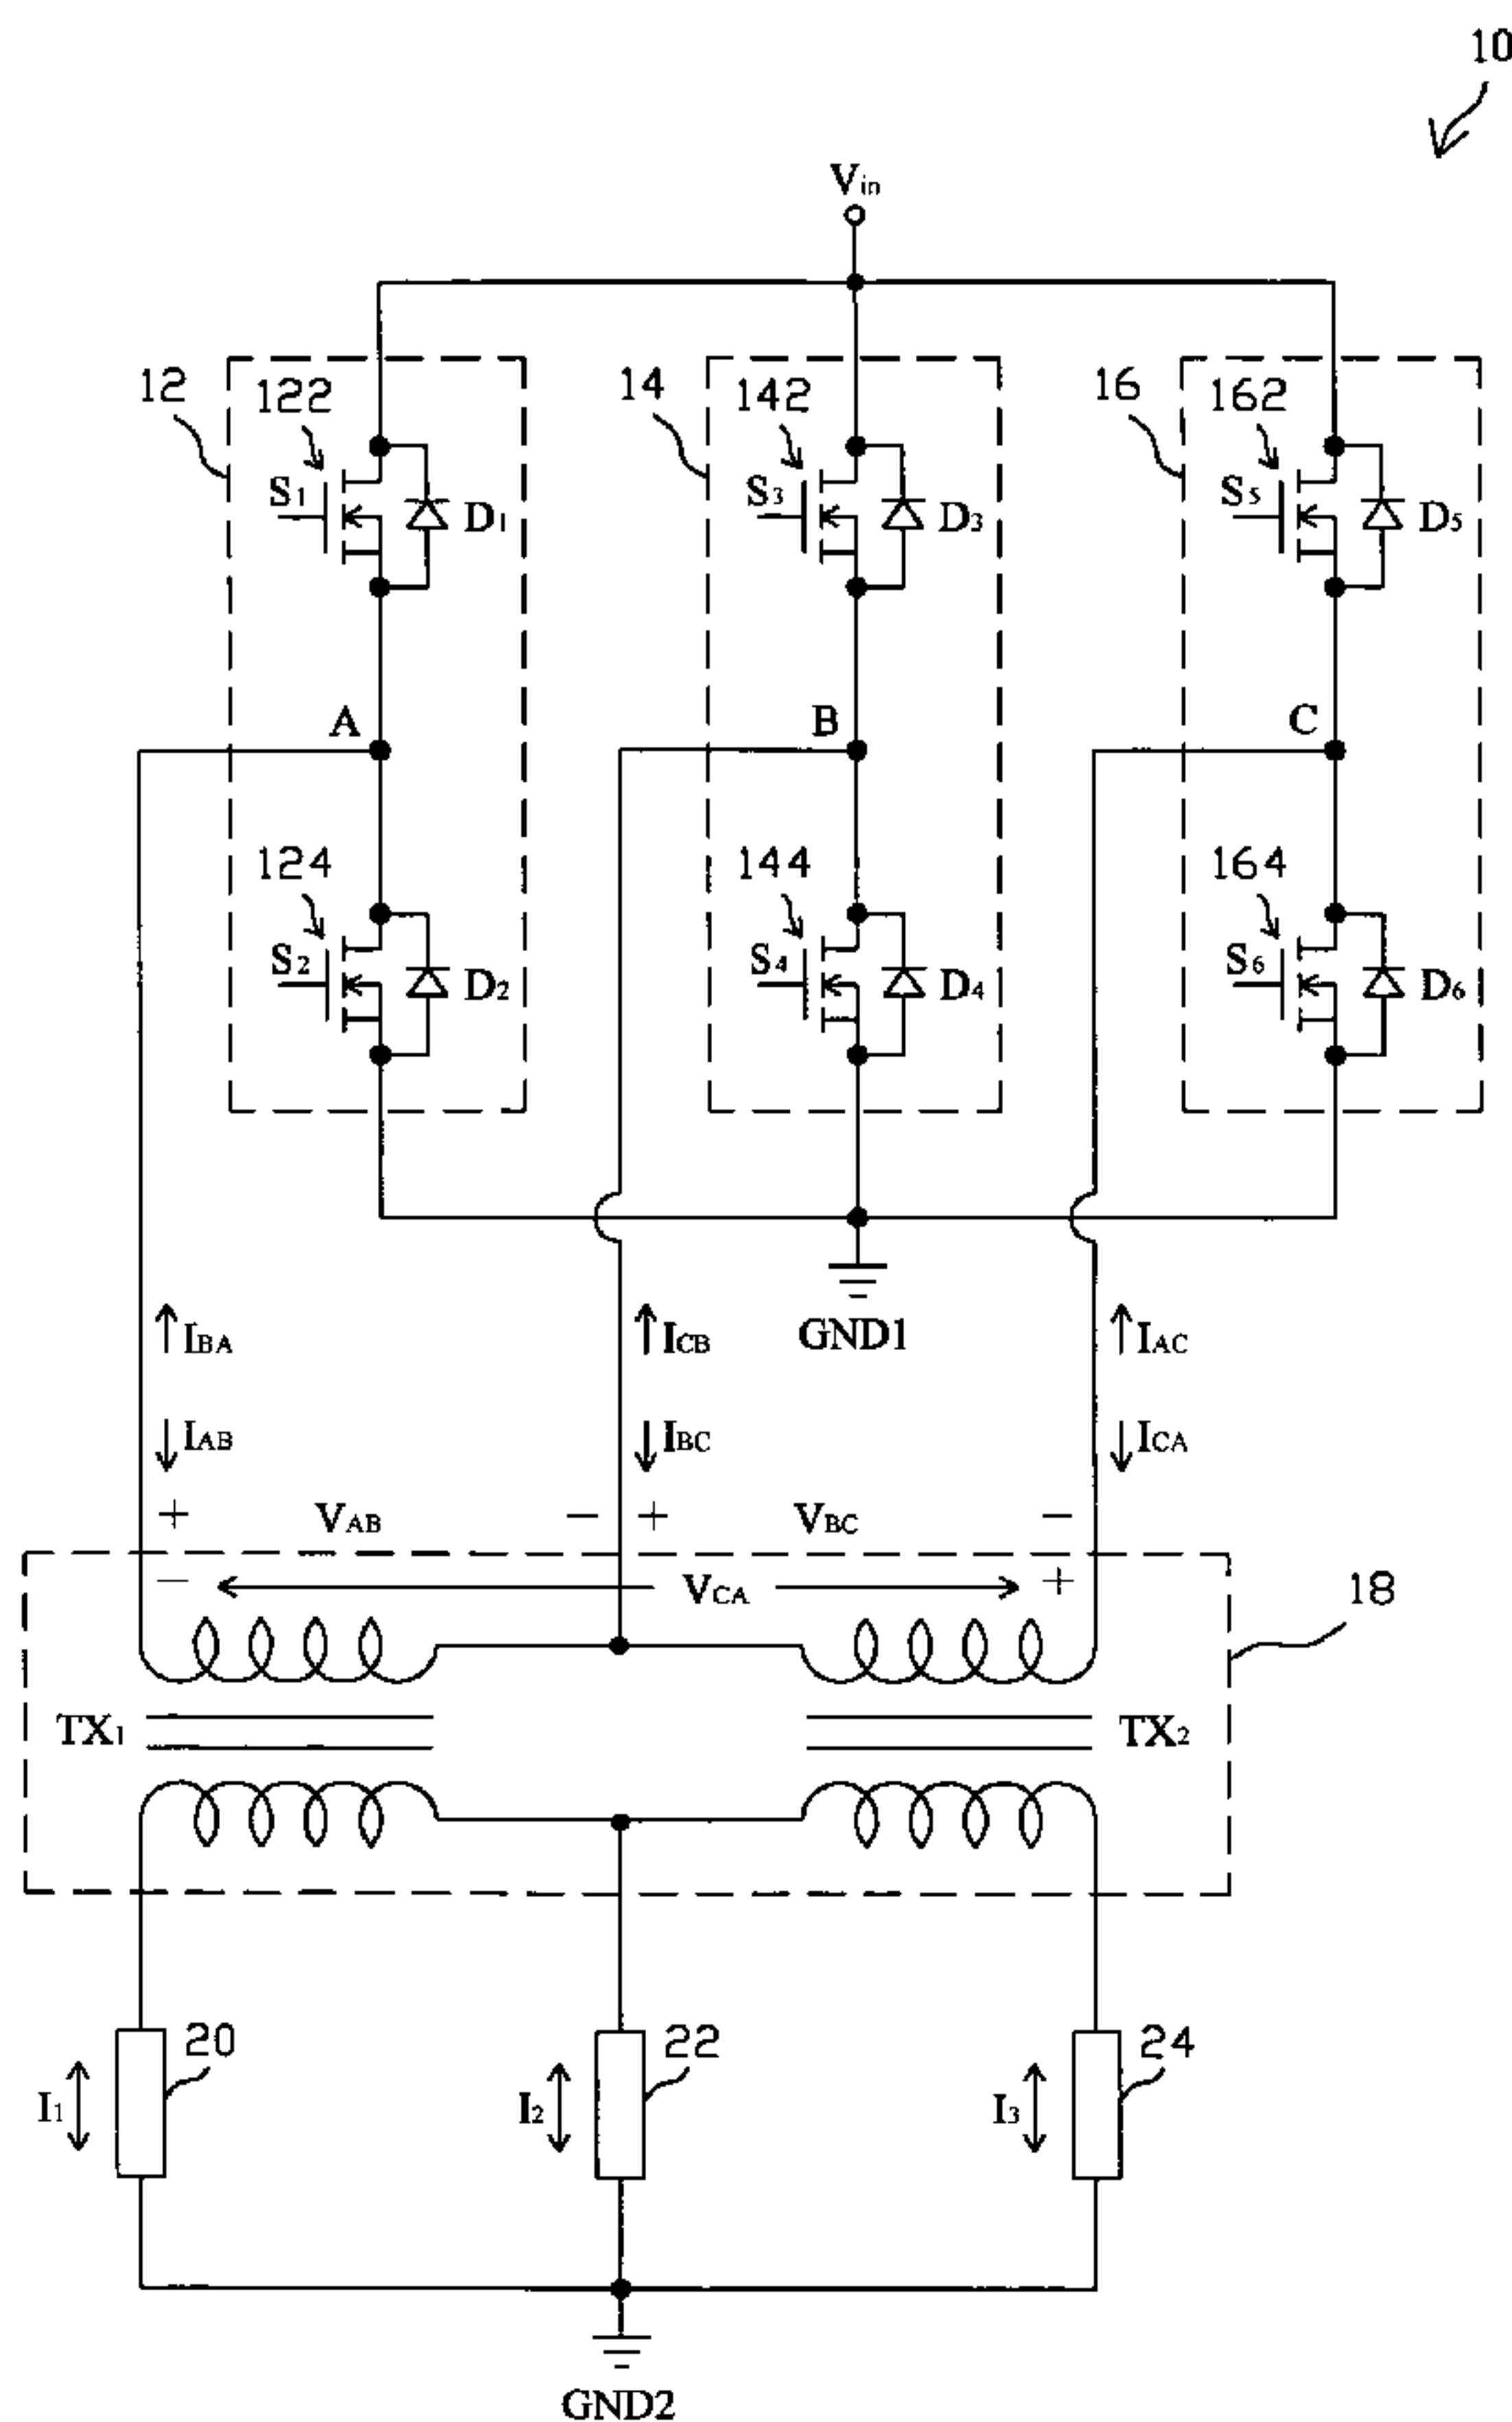 10
Vin
12 122 14 142 16 162
S1 D1 S3 D3 S5 D5
A B C
124 144 164
S2 D2 S4 D4 S6 D6
GND1
IBA ICB IAC
IAB IBC ICA
+ VAB − + VBC −
− VCA +
18
TX1 TX2
20 22 24
I1 I2 I3
GND2